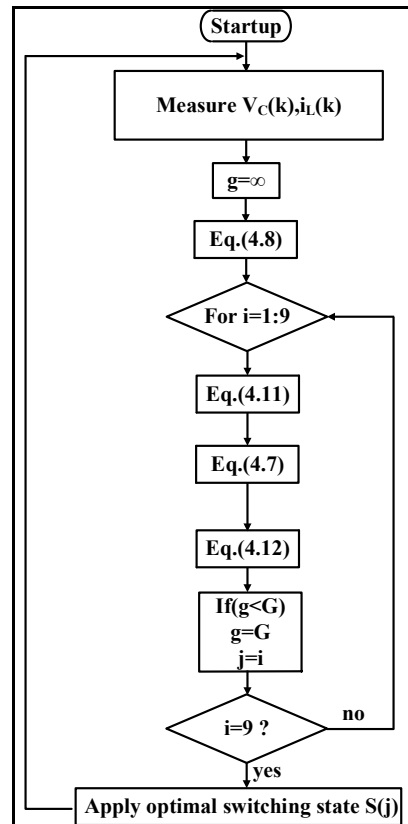 Startup
Measure V_C(k),i_L(k)
g=∞
Eq.(4.8)
For i=1:9
Eq.(4.11)
Eq.(4.7)
Eq.(4.12)
If(g<G)
g=G
j=i
i=9 ?
no
yes
Apply optimal switching state S(j)